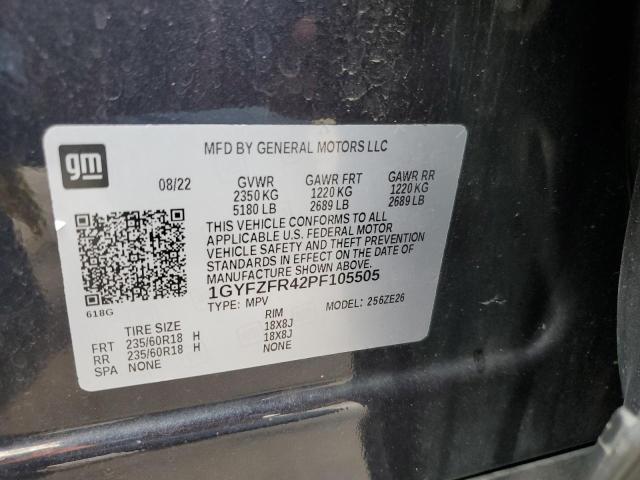 gm
MFD BY GENERAL MOTORS LLC
08/22 GVWR GAWR FRT GAWR RR
2350 KG 1220 KG 1220 KG
5180 LB 2689 LB 2689 LB
THIS VEHICLE CONFORMS TO ALL
APPLICABLE U.S. FEDERAL MOTOR
VEHICLE SAFETY AND THEFT PREVENTION
STANDARDS IN EFFECT ON THE DATE OF
MANUFACTURE SHOWN ABOVE.
1GYFZFR42PF105505
618G TYPE: MPV MODEL: 256ZE26
TIRE SIZE RIM
FRT 235/60R18 H 18X8J
RR 235/60R18 H 18X8J
SPA NONE NONE